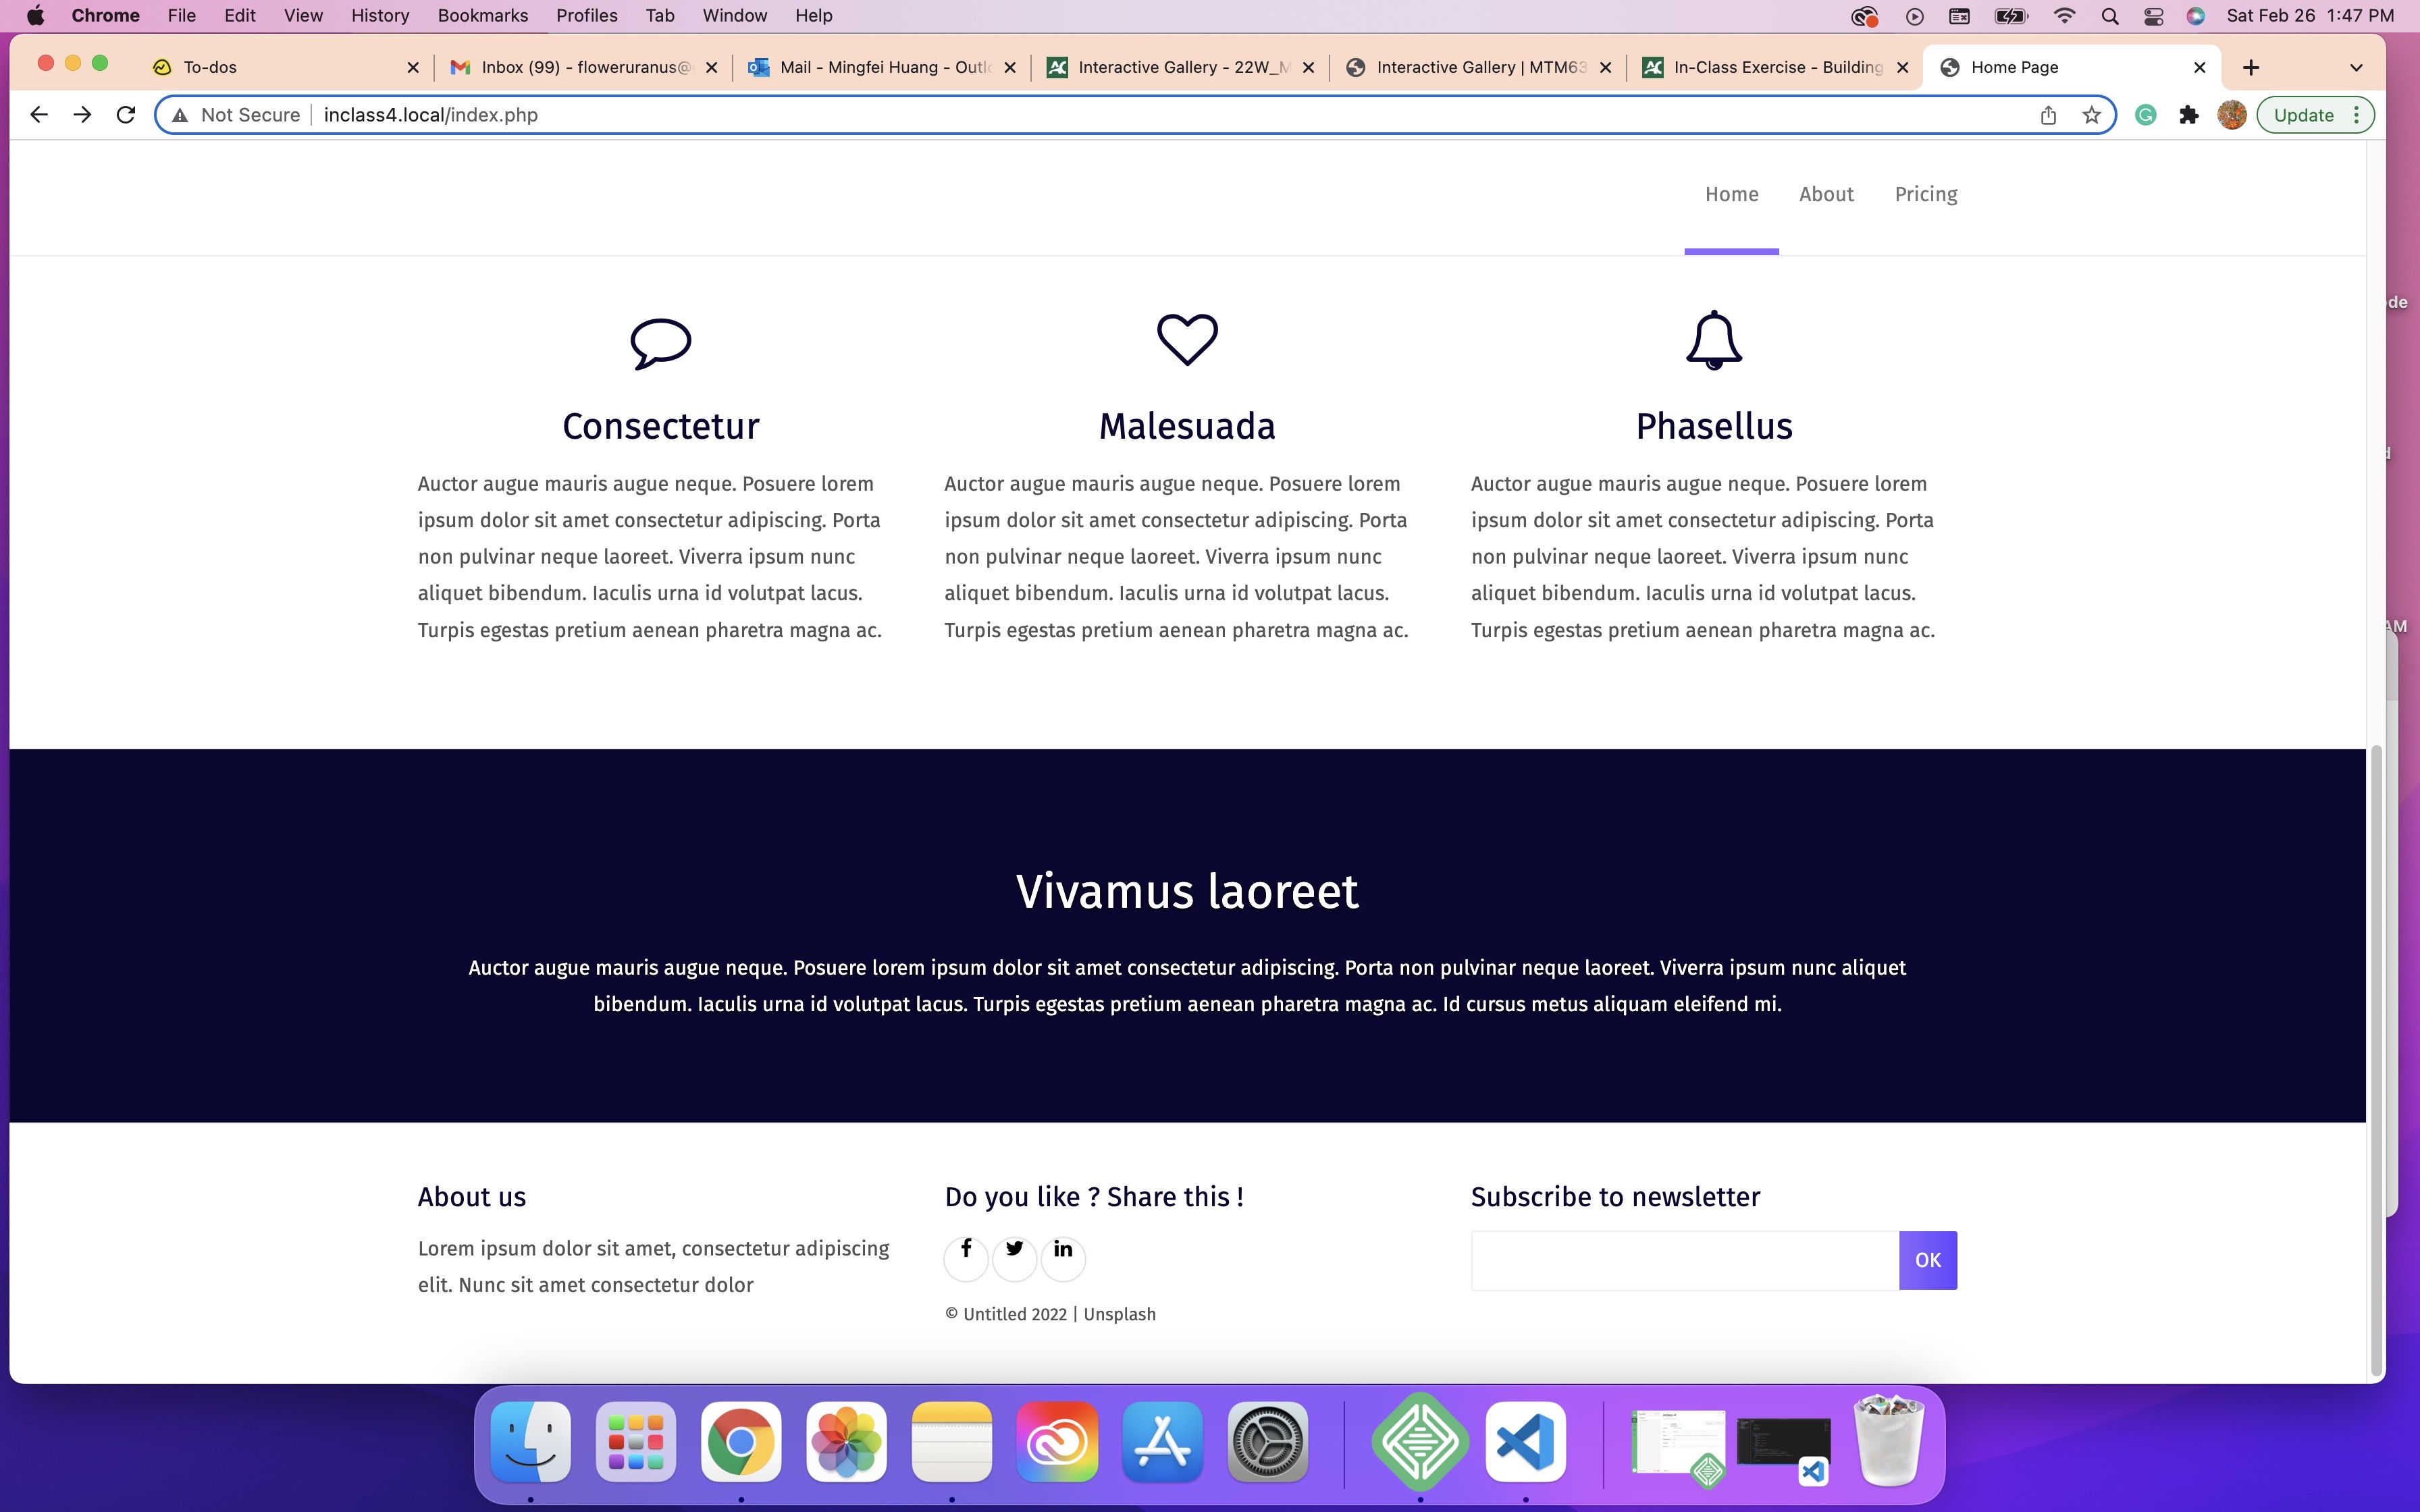 Chrome File Edit View History Bookmarks Profiles Tab Window Help Sat Feb 26 1:47 PM
To-dos Inbox (99) - floweruranus@ Mail - Mingfei Huang - Outl Interactive Gallery - 22W_M Interactive Gallery | MTM63 In-Class Exercise - Building Home Page
Not Secure inclass4.local/index.php Update
Home About Pricing
Consectetur
Auctor augue mauris augue neque. Posuere lorem
ipsum dolor sit amet consectetur adipiscing. Porta
non pulvinar neque laoreet. Viverra ipsum nunc
aliquet bibendum. Iaculis urna id volutpat lacus.
Turpis egestas pretium aenean pharetra magna ac.
Malesuada
Auctor augue mauris augue neque. Posuere lorem
ipsum dolor sit amet consectetur adipiscing. Porta
non pulvinar neque laoreet. Viverra ipsum nunc
aliquet bibendum. Iaculis urna id volutpat lacus.
Turpis egestas pretium aenean pharetra magna ac.
Phasellus
Auctor augue mauris augue neque. Posuere lorem
ipsum dolor sit amet consectetur adipiscing. Porta
non pulvinar neque laoreet. Viverra ipsum nunc
aliquet bibendum. Iaculis urna id volutpat lacus.
Turpis egestas pretium aenean pharetra magna ac.
Vivamus laoreet
Auctor augue mauris augue neque. Posuere lorem ipsum dolor sit amet consectetur adipiscing. Porta non pulvinar neque laoreet. Viverra ipsum nunc aliquet
bibendum. Iaculis urna id volutpat lacus. Turpis egestas pretium aenean pharetra magna ac. Id cursus metus aliquam eleifend mi.
About us
Lorem ipsum dolor sit amet, consectetur adipiscing
elit. Nunc sit amet consectetur dolor
Do you like ? Share this !
© Untitled 2022 | Unsplash
Subscribe to newsletter
OK
AM